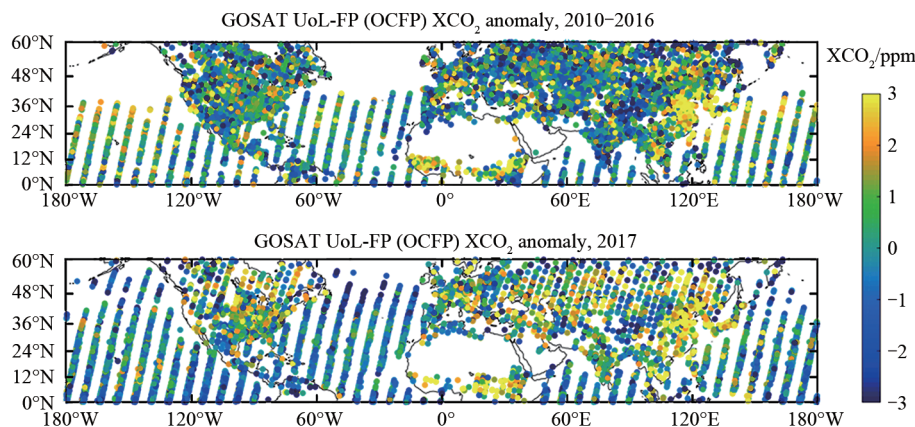 GOSAT UoL-FP (OCFP) XCO₂ anomaly, 2010−2016
60°N
48°N
36°N
24°N
12°N
0°N
180°W 120°W 60°W 0° 60°E 120°E 180°W
GOSAT UoL-FP (OCFP) XCO₂ anomaly, 2017
60°N
48°N
36°N
24°N
12°N
0°N
180°W 120°W 60°W 0° 60°E 120°E 180°W
XCO₂/ppm
3
2
1
0
−1
−2
−3